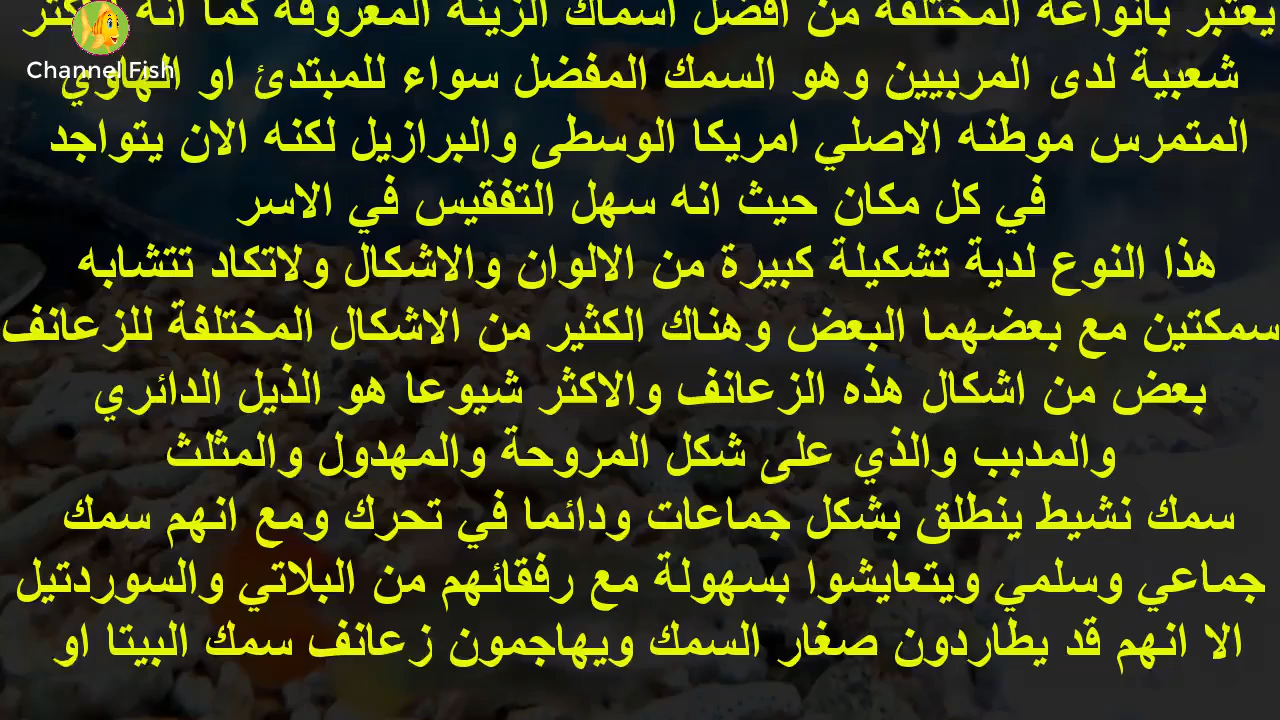 يعتبر بأنواعه المختلفة من افضل اسماك الزينة المعروفة كما انه
Channel Fish
شعبية لدى المربيين وهو السمك المفضل سواء للمبتدئ او الهاوي
المتمرس موطنه الاصلي امريكا الوسطى والبرازيل لكنه الان يتواجد
في كل مكان حيث انه سهل التفقيس في الاسر
هذا النوع لدية تشكيلة كبيرة من الالوان والاشكال ولاتكاد تتشابه
سمكتين مع بعضهما البعض وهناك الكثير من الاشكال المختلفة للزعانف
بعض من اشكال هذه الزعانف والاكثر شيوعا هو الذيل الدائري
والمدبب والذي على شكل المروحة والمهدول والمثلث
سمك نشيط ينطلق بشكل جماعات ودائما في تحرك ومع انهم سمك
جماعي وسلمي ويتعايشوا بسهولة مع رفقائهم من البلاتي والسوردتيل
الا انهم قد يطاردون صغار السمك ويهاجمون زعانف سمك البيتا او